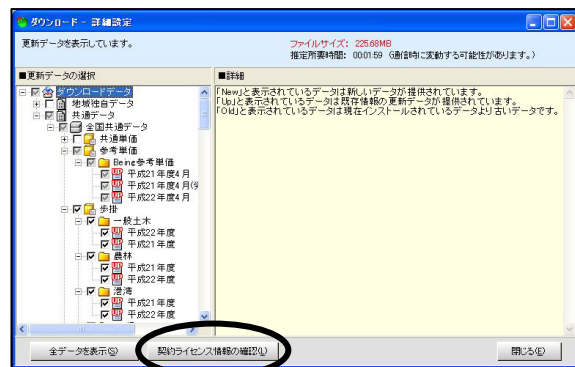 ダウンロード - 詳細設定
更新データを表示しています。
ファイルサイズ: 225.68MB
推定所要時間: 00:01:59 (通信時に変動する可能性があります。)
■更新データの選択
■詳細
ダウンロードデータ
地域独自データ
共通データ
全国共通データ
共通単価
参考単価
Being参考単価
平成21年度4月
平成21年度4月(
平成22年度4月
歩掛
一般土木
平成22年度
平成21年度
農林
平成21年度
平成22年度
港湾
平成21年度
平成22年度
「New」と表示されているデータは新しいデータが提供されています。
「Up」と表示されているデータは既存情報の更新データが提供されています。
「Old」と表示されているデータは現在インストールされているデータより古いデータです。
全データを表示(S)
契約ライセンス情報の確認(L)
閉じる(E)